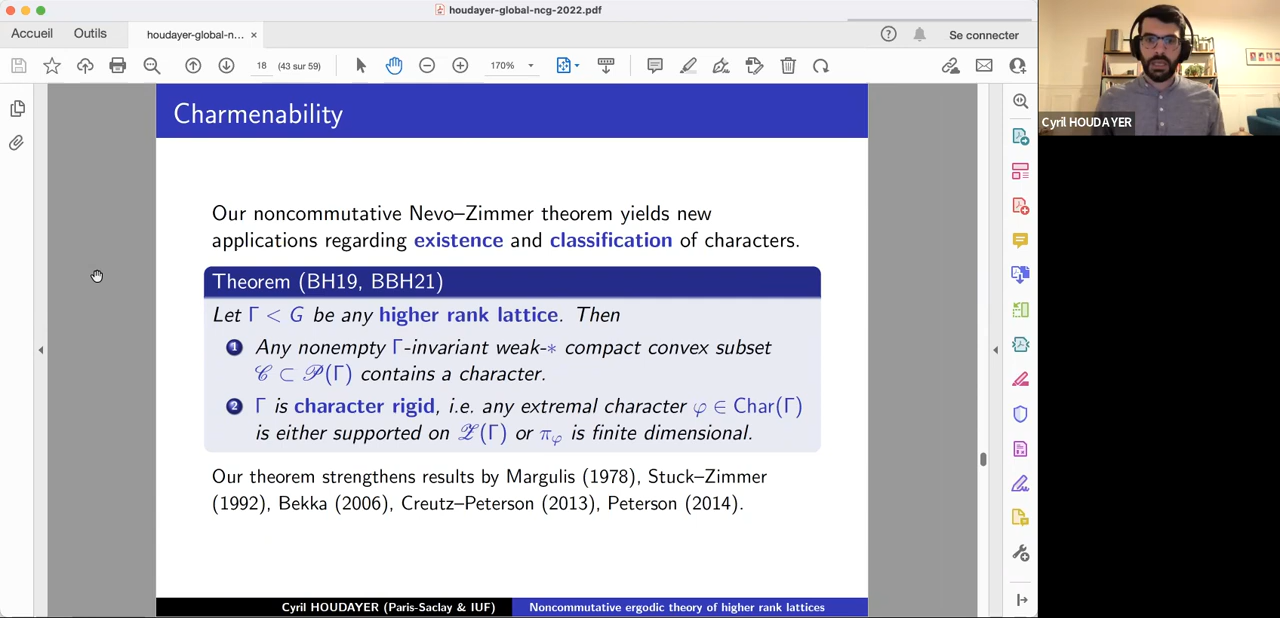 houdayer-global-ncg-2022.pdf
Accueil Outils houdayer-global-n... × Se connecter
18 (43 sur 59) 170%
Charmenability
Our noncommutative Nevo–Zimmer theorem yields new
applications regarding existence and classification of characters.
Theorem (BH19, BBH21)
Let Γ < G be any higher rank lattice. Then
1 Any nonempty Γ-invariant weak-∗ compact convex subset
𝒞 ⊂ 𝒫(Γ) contains a character.
2 Γ is character rigid, i.e. any extremal character φ ∈ Char(Γ)
is either supported on 𝒵(Γ) or π_φ is finite dimensional.
Our theorem strengthens results by Margulis (1978), Stuck–Zimmer
(1992), Bekka (2006), Creutz–Peterson (2013), Peterson (2014).
Cyril HOUDAYER (Paris-Saclay & IUF) Noncommutative ergodic theory of higher rank lattices
Cyril HOUDAYER